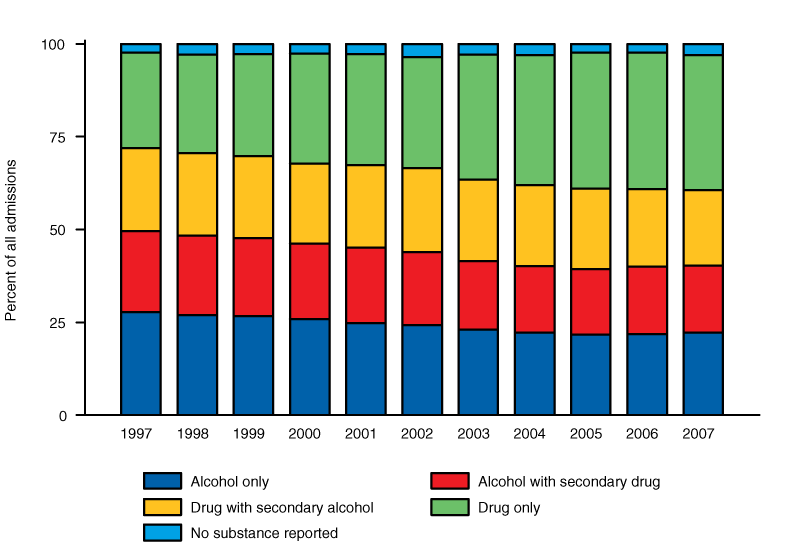 100
75
50
25
0
Percent of all admissions
1997 1998 1999 2000 2001 2002 2003 2004 2005 2006 2007
Alcohol only
Alcohol with secondary drug
Drug with secondary alcohol
Drug only
No substance reported